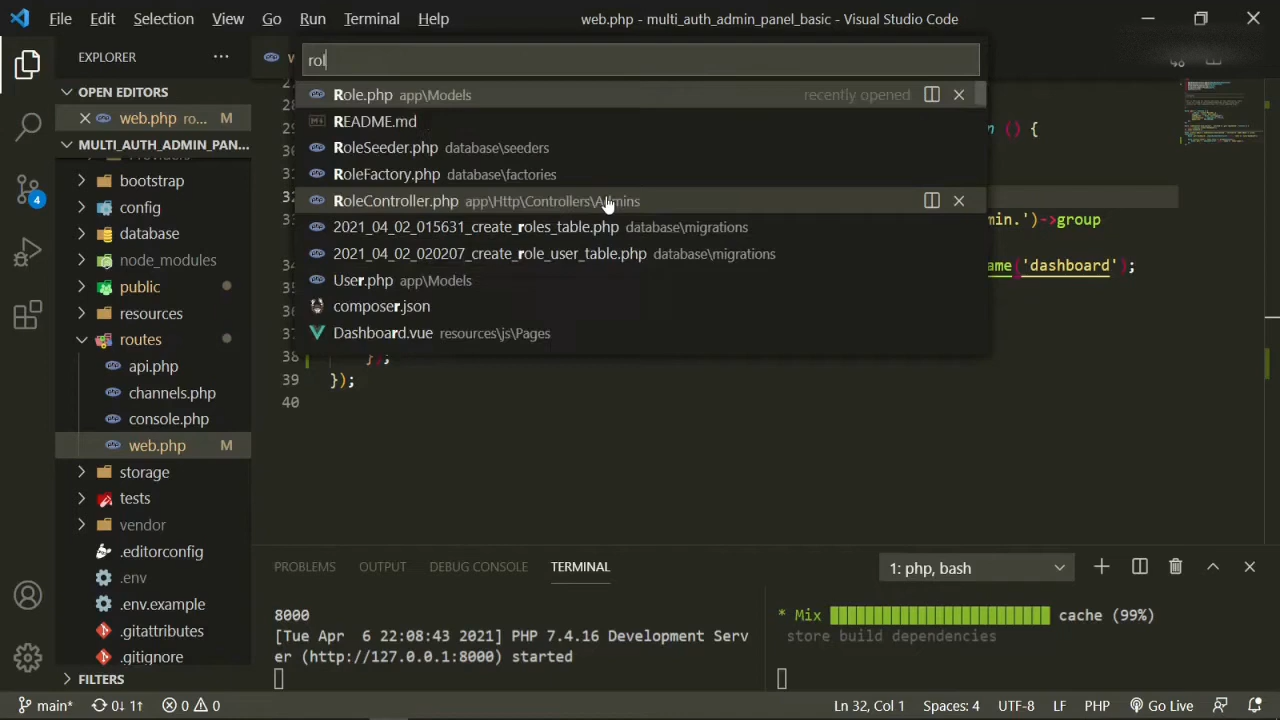 File Edit Selection View Go Run Terminal Help
web.php - multi_auth_admin_panel_basic - Visual Studio Code
EXPLORER
OPEN EDITORS
web.php ro... M
MULTI_AUTH_ADMIN_PAN...
bootstrap
config
database
node_modules
public
resources
routes
api.php
channels.php
console.php
web.php M
storage
tests
vendor
.editorconfig
.env
.env.example
.gitattributes
.gitignore
FILTERS
4
rol
Role.php app\Models recently opened
README.md
RoleSeeder.php database\seeders
RoleFactory.php database\factories
RoleController.php app\Http\Controllers\Admins
2021_04_02_015631_create_roles_table.php database\migrations
2021_04_02_020207_create_role_user_table.php database\migrations
User.php app\Models
composer.json
Dashboard.vue resources\js\Pages
() {
min.')->group
ame('dashboard');
38 });
39 });
40
PROBLEMS OUTPUT DEBUG CONSOLE TERMINAL
1: php, bash
8000
[Tue Apr 6 22:08:43 2021] PHP 7.4.16 Development Serv
er (http://127.0.0.1:8000) started
* Mix cache (99%)
store build dependencies
main* 0↓ 1↑ 0 0
Ln 32, Col 1 Spaces: 4 UTF-8 LF PHP Go Live